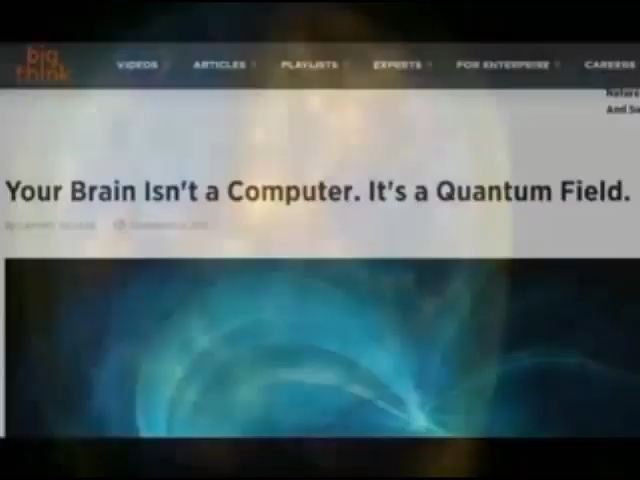 big think
VIDEOS ARTICLES PLAYLISTS EXPERTS FOR ENTERPRISE CAREERS
Your Brain Isn't a Computer. It's a Quantum Field.